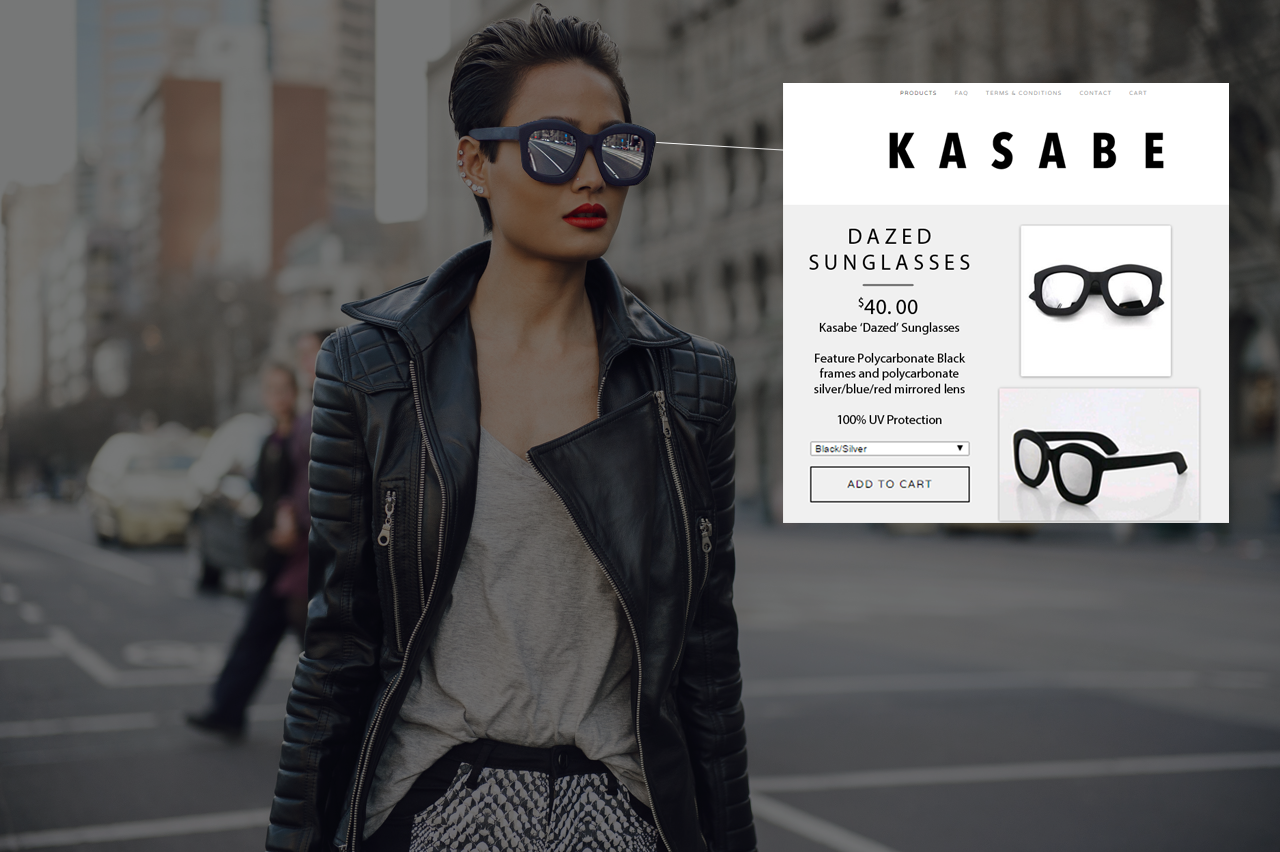 PRODUCTS FAQ TERMS & CONDITIONS CONTACT CART
KASABE
DAZED
SUNGLASSES
$40.00
Kasabe ‘Dazed’ Sunglasses
Feature Polycarbonate Black
frames and polycarbonate
silver/blue/red mirrored lens
100% UV Protection
Black/Silver ▼
ADD TO CART